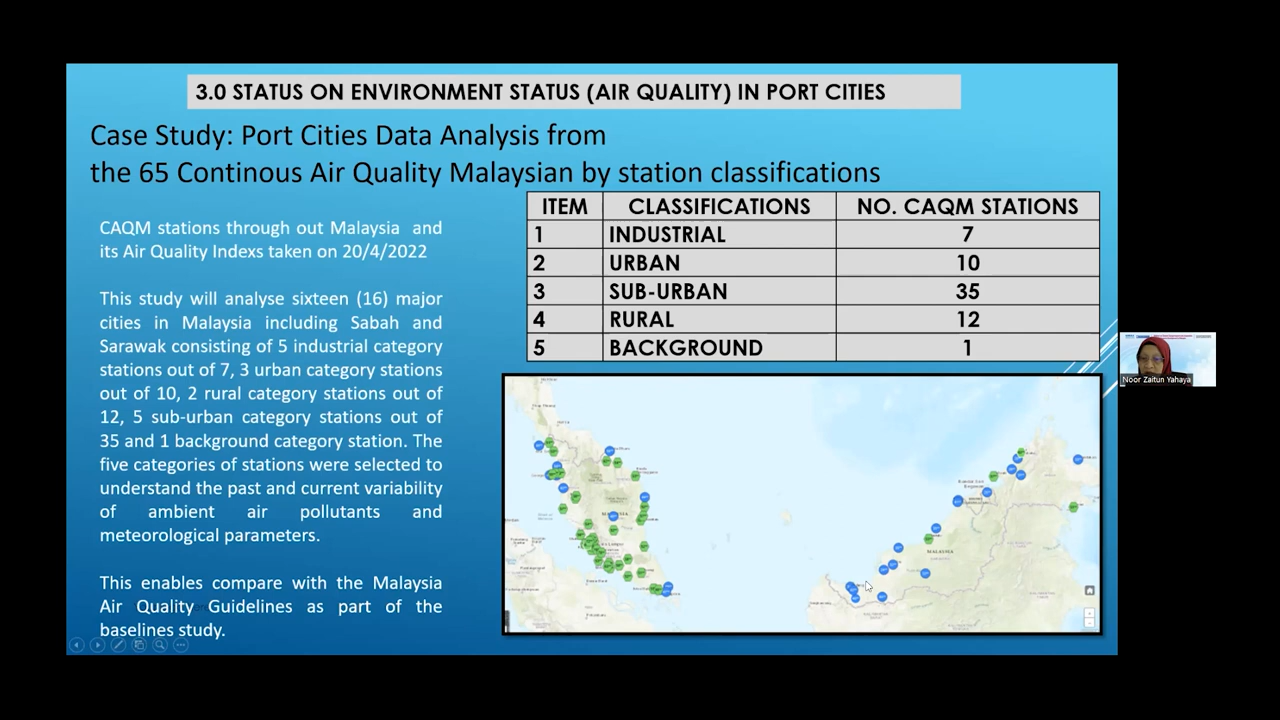 3.0 STATUS ON ENVIRONMENT STATUS (AIR QUALITY) IN PORT CITIES
Case Study: Port Cities Data Analysis from
the 65 Continous Air Quality Malaysian by station classifications
CAQM stations through out Malaysia and
its Air Quality Indexs taken on 20/4/2022
This study will analyse sixteen (16) major
cities in Malaysia including Sabah and
Sarawak consisting of 5 industrial category
stations out of 7, 3 urban category stations
out of 10, 2 rural category stations out of
12, 5 sub-urban category stations out of
35 and 1 background category station. The
five categories of stations were selected to
understand the past and current variability
of ambient air pollutants and
meteorological parameters.
This enables compare with the Malaysia
Air Quality Guidelines as part of the
baselines study.
ITEM CLASSIFICATIONS NO. CAQM STATIONS
1 INDUSTRIAL 7
2 URBAN 10
3 SUB-URBAN 35
4 RURAL 12
5 BACKGROUND 1
MALAYSIA
Noor Zaitun Yahaya